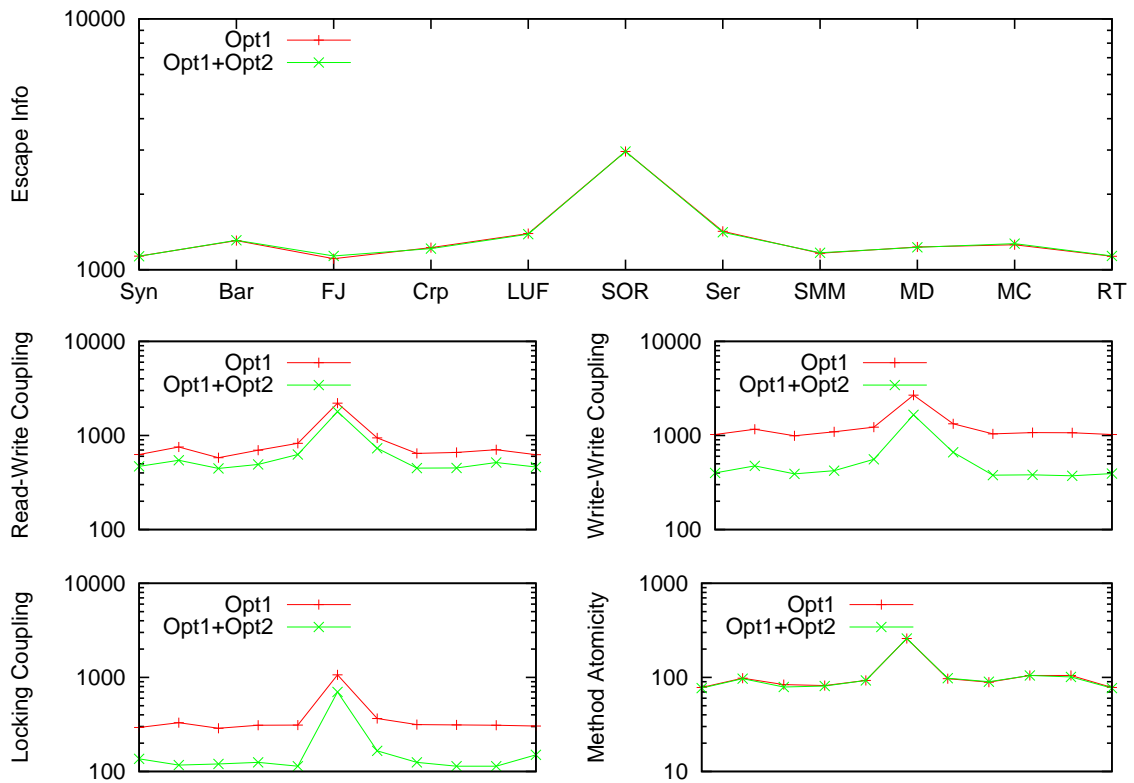 10000
Opt1
Opt1+Opt2
Escape Info
1000
Syn Bar FJ Crp LUF SOR Ser SMM MD MC RT
10000
Opt1
Opt1+Opt2
1000
Read-Write Coupling
100
10000
Opt1
Opt1+Opt2
1000
Write-Write Coupling
100
10000
Opt1
Opt1+Opt2
1000
Locking Coupling
100
1000
Opt1
Opt1+Opt2
100
Method Atomicity
10